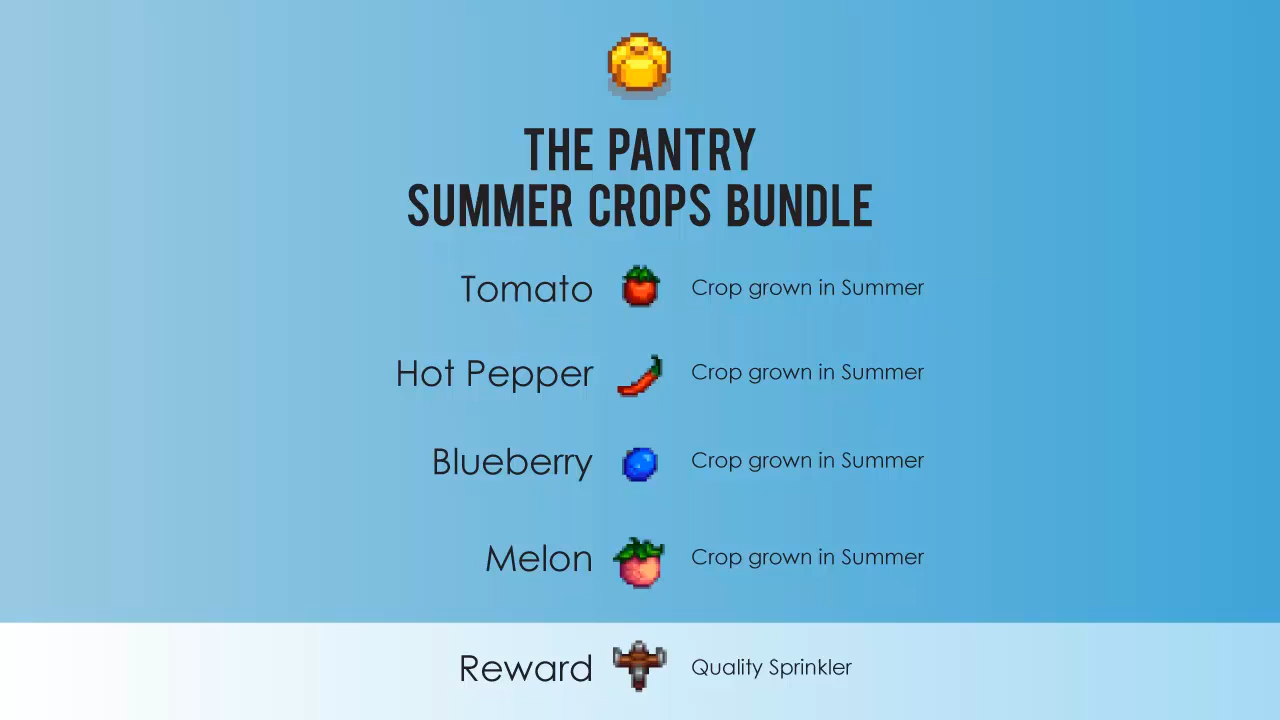 THE PANTRY
SUMMER CROPS BUNDLE
Tomato Crop grown in Summer
Hot Pepper Crop grown in Summer
Blueberry Crop grown in Summer
Melon Crop grown in Summer
Reward Quality Sprinkler